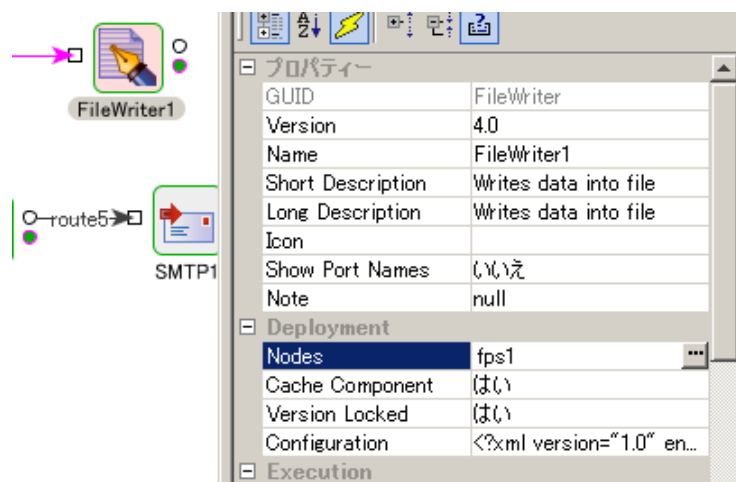 FileWriter1
route5
SMTP1
プロパティー
GUID FileWriter
Version 4.0
Name FileWriter1
Short Description Writes data into file
Long Description Writes data into file
Icon
Show Port Names いいえ
Note null
Deployment
Nodes fps1 ...
Cache Component はい
Version Locked はい
Configuration <?xml version="1.0" en...
Execution